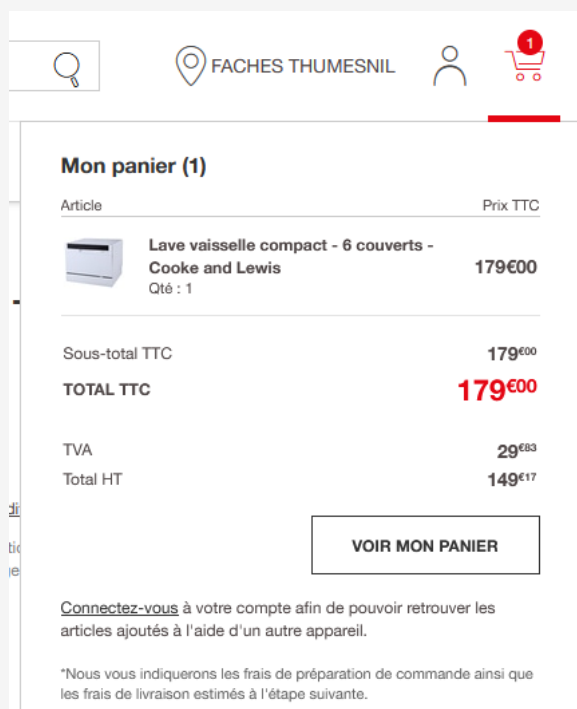 1
FACHES THUMESNIL
Mon panier (1)
Article Prix TTC
Lave vaisselle compact - 6 couverts -
Cooke and Lewis 179€00
Qté : 1
Sous-total TTC 179€00
TOTAL TTC 179€00
TVA 29€83
Total HT 149€17
VOIR MON PANIER
Connectez-vous à votre compte afin de pouvoir retrouver les
articles ajoutés à l'aide d'un autre appareil.
*Nous vous indiquerons les frais de préparation de commande ainsi que
les frais de livraison estimés à l'étape suivante.